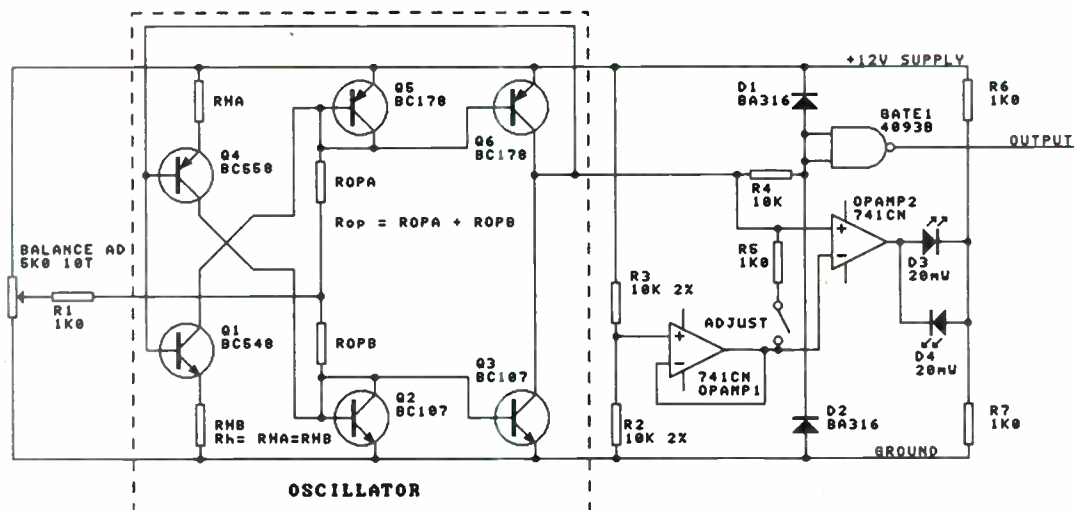 +12V SUPPLY
RHA
Q5
BC178
D1
BA316
R6
1K0
GATE1
4093B
Q4
BC558
Q6
BC178
OUTPUT
ROPA
R4
10K
OPAMP2
741CN
Rop = ROPA + ROPB
BALANCE AD
5K0 10T
R5
1K0
D3
20mW
R1
1K0
R3
10K 2%
ADJUST
Q1
BC548
ROPB
D4
20mW
Q3
BC107
741CN
OPAMP1
Q2
BC107
RHB
Rh= RHA=RHB
R2
10K 2%
D2
BA316
R7
1K0
GROUND
OSCILLATOR